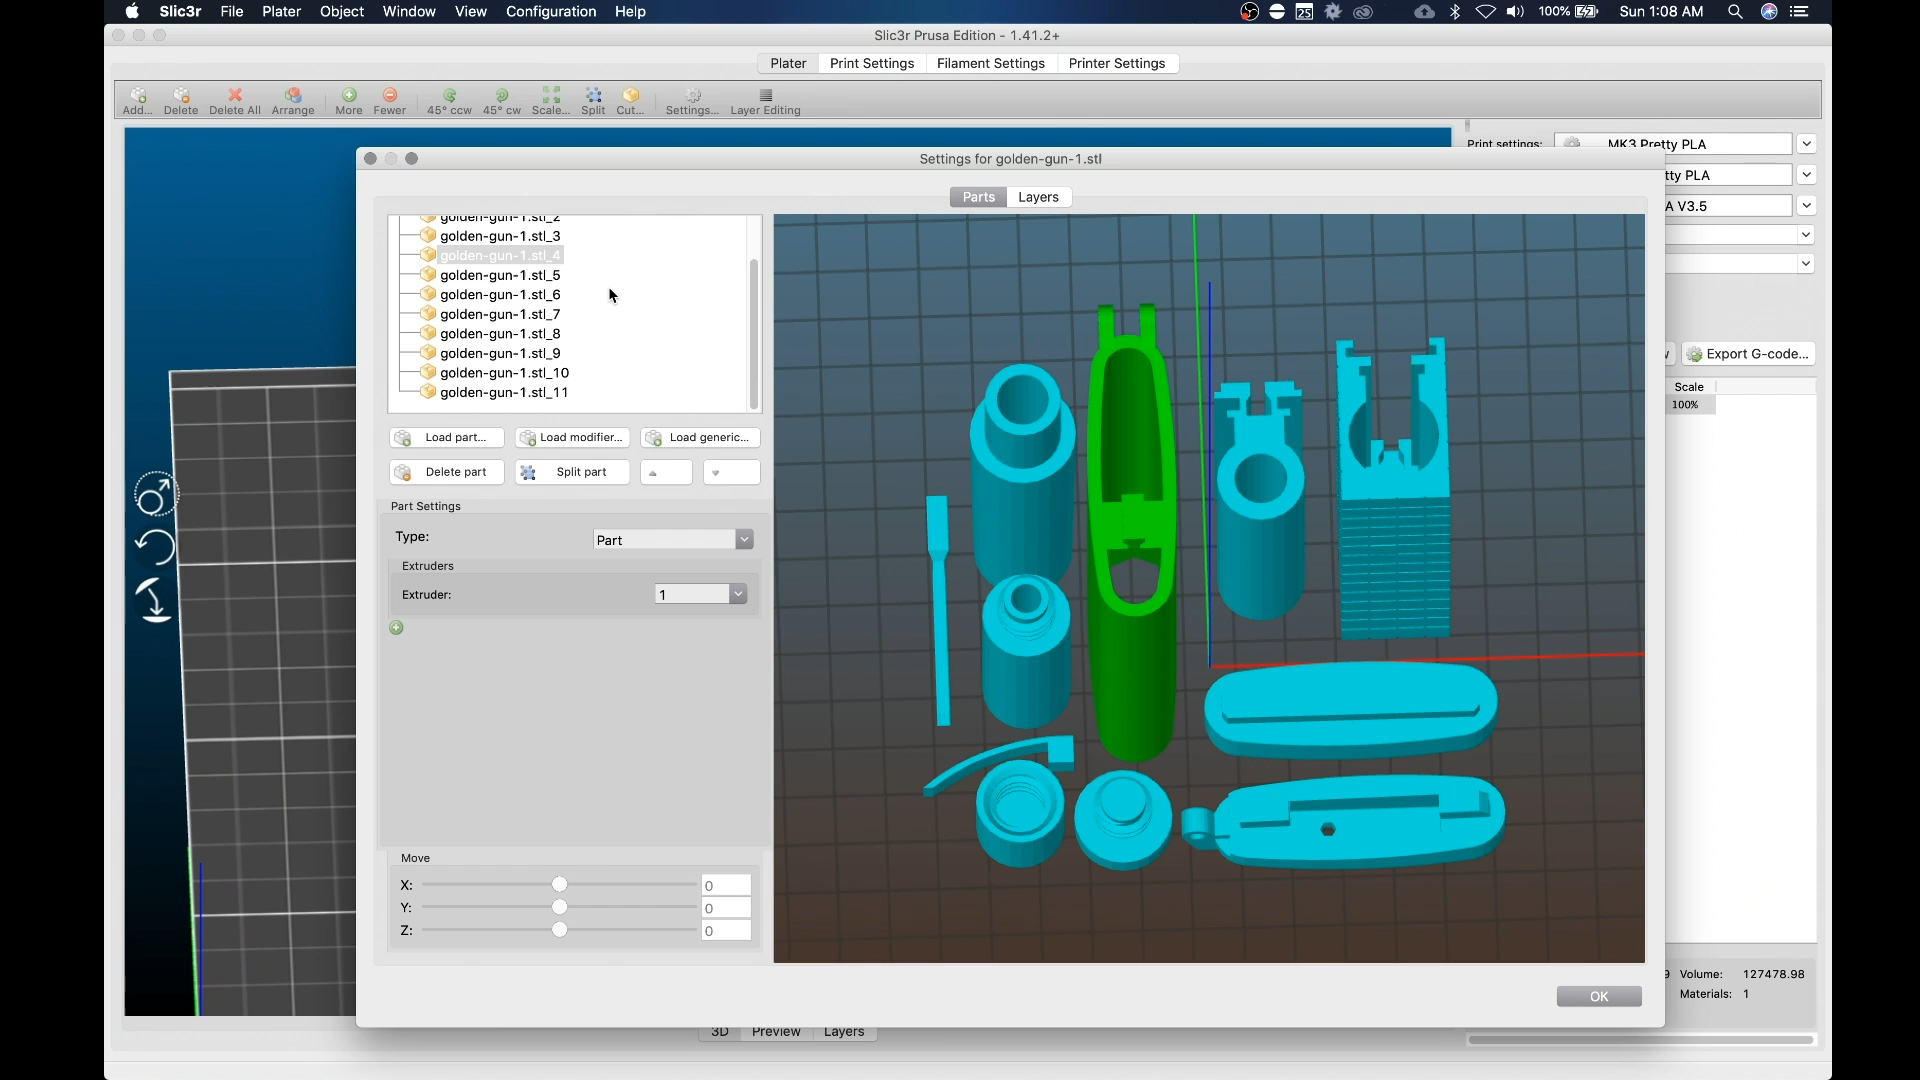 Slic3r File Plater Object Window View Configuration Help 25 100% Sun 1:08 AM
Slic3r Prusa Edition - 1.41.2+
Plater Print Settings Filament Settings Printer Settings
Add... Delete Delete All Arrange More Fewer 45° ccw 45° cw Scale... Split Cut... Settings... Layer Editing
Print settings: MK3 Pretty PLA
Settings for golden-gun-1.stl
tty PLA
Parts Layers
A V3.5
golden-gun-1.stl_2
golden-gun-1.stl_3
golden-gun-1.stl_4
golden-gun-1.stl_5
golden-gun-1.stl_6
golden-gun-1.stl_7
golden-gun-1.stl_8
golden-gun-1.stl_9
golden-gun-1.stl_10
golden-gun-1.stl_11
w Export G-code...
Scale
100%
Load part... Load modifier... Load generic...
Delete part Split part
Part Settings
Type: Part
Extruders
Extruder: 1
Move
X: 0
Y: 0
Z: 0
9 Volume: 127478.98
Materials: 1
OK
3D Preview Layers